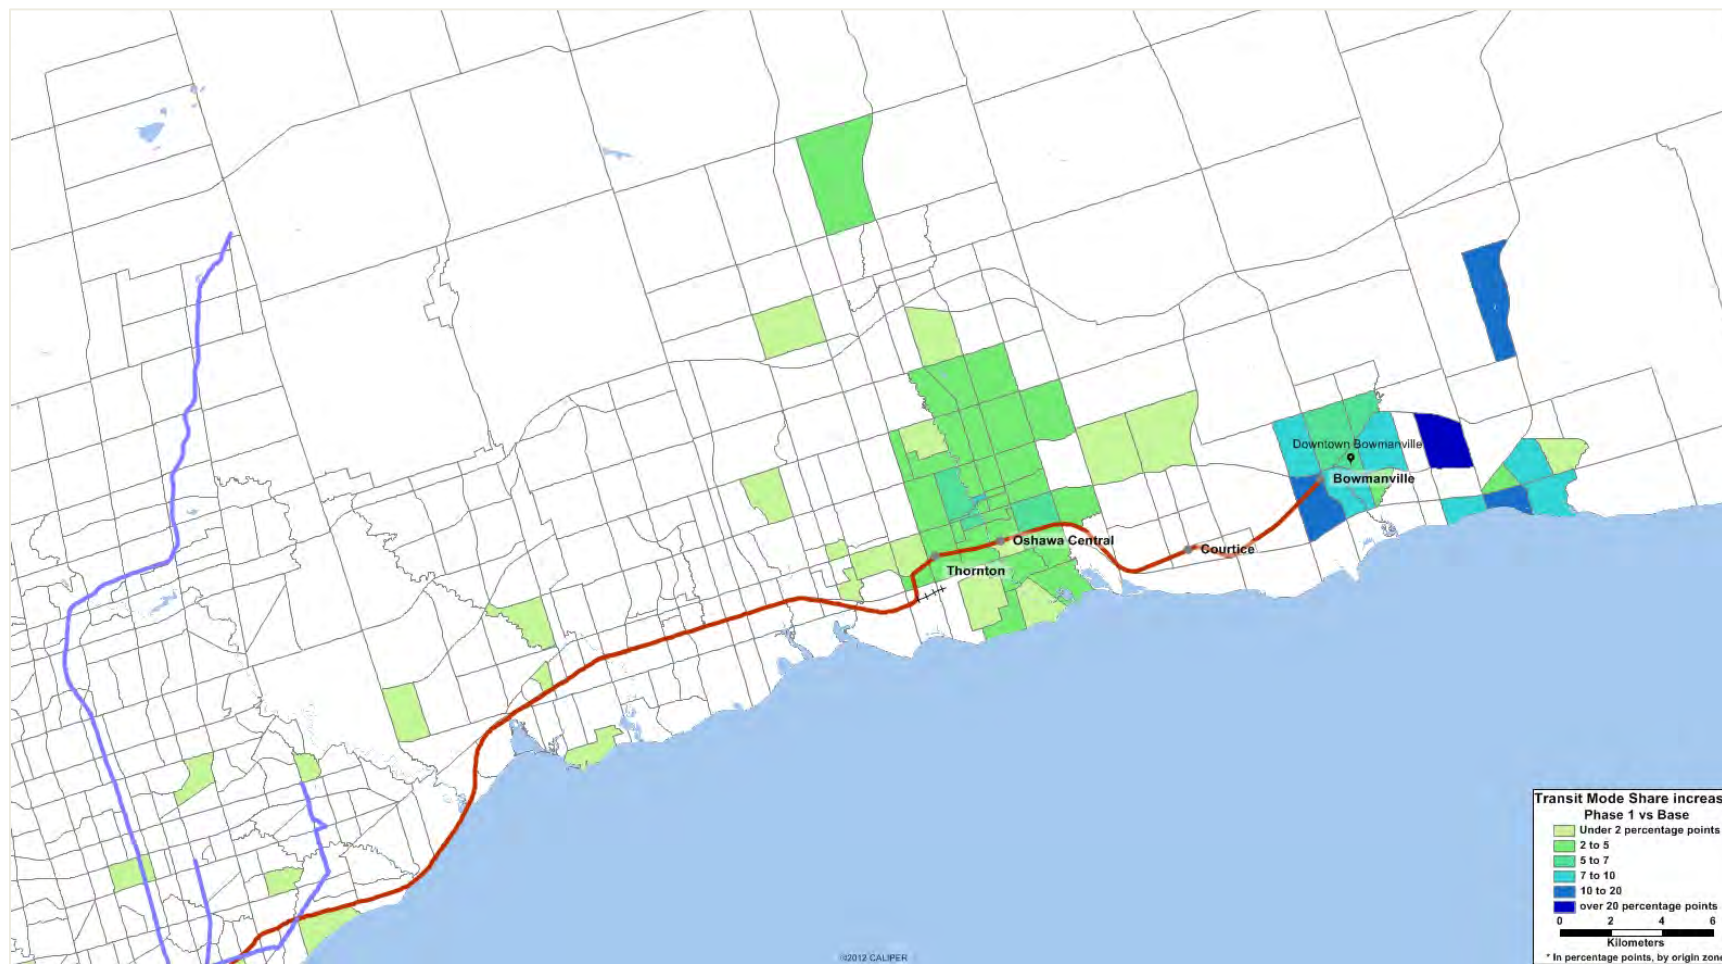 Downtown Bowmanville
Bowmanville
Oshawa Central
Courtice
Thornton
Transit Mode Share increas
Phase 1 vs Base
Under 2 percentage points
2 to 5
5 to 7
7 to 10
10 to 20
over 20 percentage points
0 2 4 6
Kilometers
* In percentage points, by origin zone
©2012 CALIPER